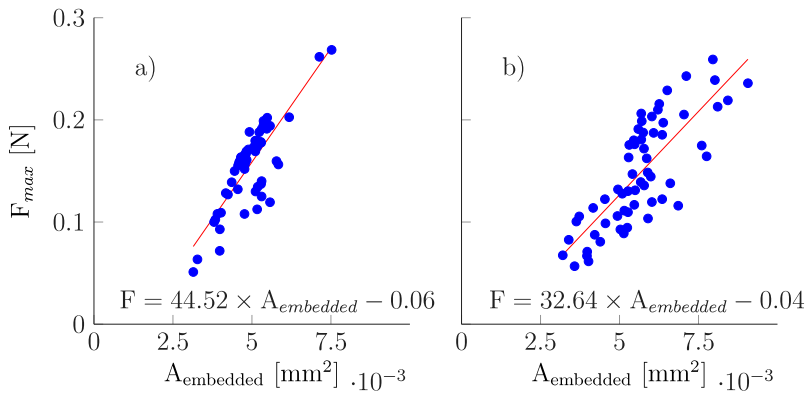 0.3
0.2
0.1
0
F_max [N]
a)
b)
F = 44.52 × A_embedded − 0.06
F = 32.64 × A_embedded − 0.04
0 2.5 5 7.5
0 2.5 5 7.5
A_embedded [mm²] ·10⁻³
A_embedded [mm²] ·10⁻³